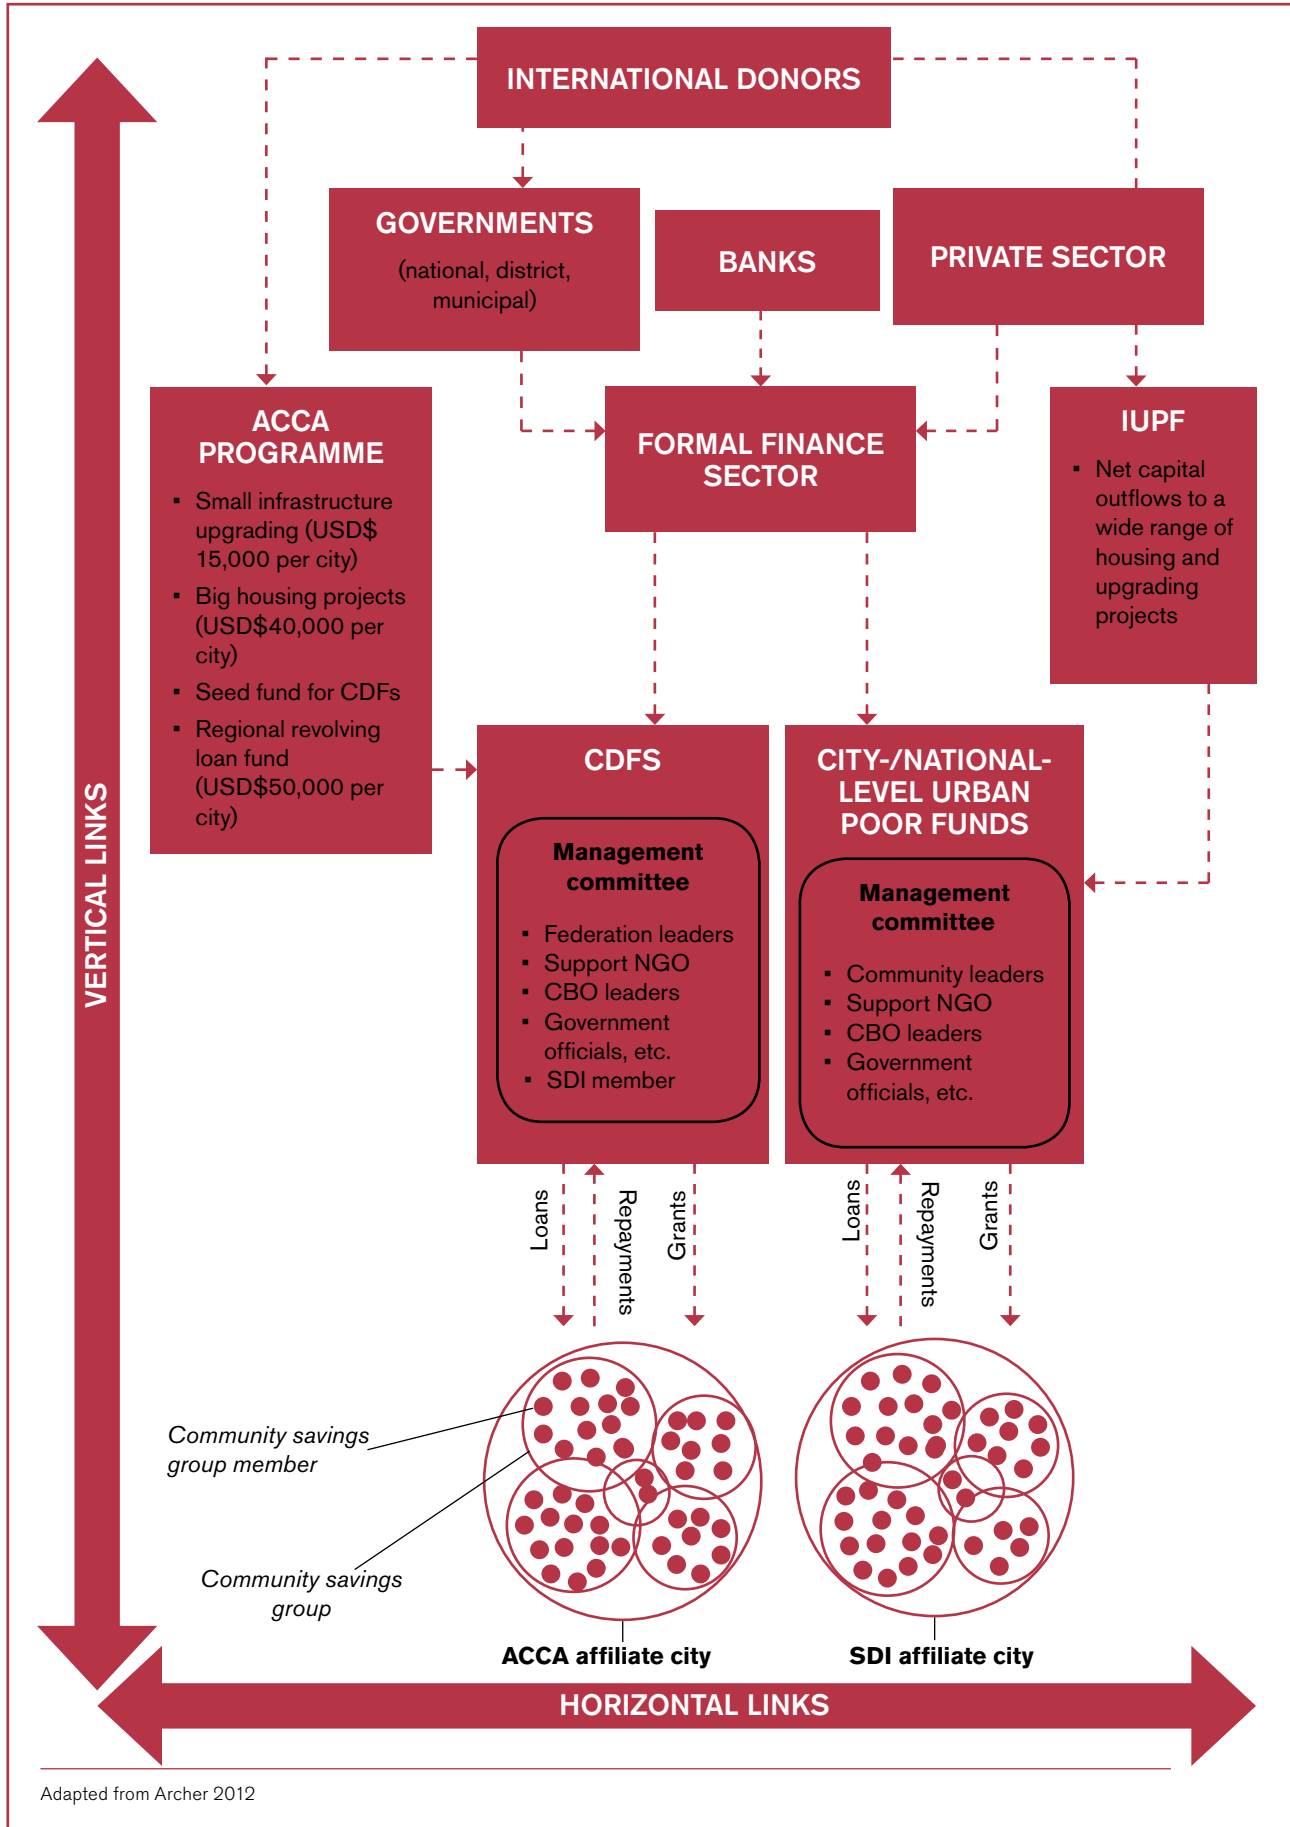 INTERNATIONAL DONORS
GOVERNMENTS
(national, district,
municipal)
BANKS
PRIVATE SECTOR
ACCA
PROGRAMME
▪ Small infrastructure
upgrading (USD$
15,000 per city)
▪ Big housing projects
(USD$40,000 per
city)
▪ Seed fund for CDFs
▪ Regional revolving
loan fund
(USD$50,000 per
city)
FORMAL FINANCE
SECTOR
IUPF
▪ Net capital
outflows to a
wide range of
housing and
upgrading
projects
CDFS
Management
committee
▪ Federation leaders
▪ Support NGO
▪ CBO leaders
▪ Government
officials, etc.
▪ SDI member
CITY-/NATIONAL-
LEVEL URBAN
POOR FUNDS
Management
committee
▪ Community leaders
▪ Support NGO
▪ CBO leaders
▪ Government
officials, etc.
VERTICAL LINKS
Loans
Repayments
Grants
Loans
Repayments
Grants
Community savings
group member
Community savings
group
ACCA affiliate city
SDI affiliate city
HORIZONTAL LINKS
Adapted from Archer 2012